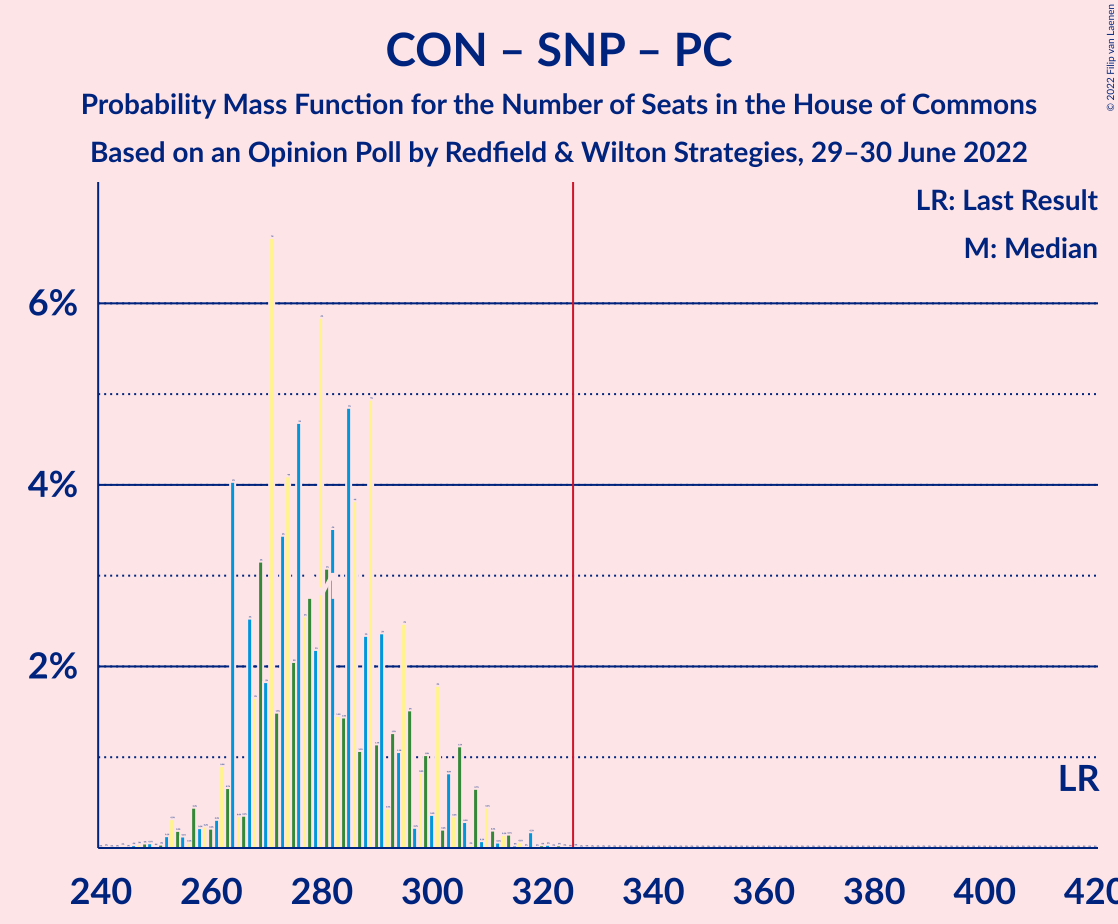 CON – SNP – PC
Probability Mass Function for the Number of Seats in the House of Commons
Based on an Opinion Poll by Redfield & Wilton Strategies, 29–30 June 2022
© 2022 Filip van Laenen
LR: Last Result
M: Median
6%
4%
2%
LR
240 260 280 300 320 340 360 380 400 420